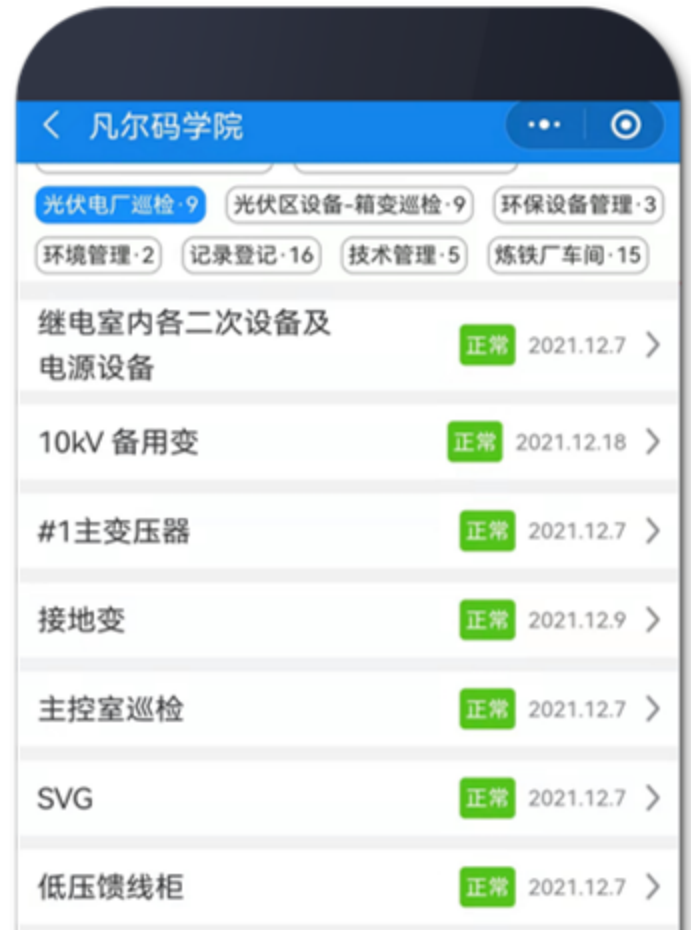 凡尔码学院
光伏电厂巡检·9 光伏区设备-箱变巡检·9 环保设备管理·3
环境管理·2 记录登记·16 技术管理·5 炼铁厂车间·15
继电室内各二次设备及
电源设备
正常 2021.12.7
10kV 备用变 正常 2021.12.18
#1主变压器 正常 2021.12.7
接地变 正常 2021.12.9
主控室巡检 正常 2021.12.7
SVG 正常 2021.12.7
低压馈线柜 正常 2021.12.7